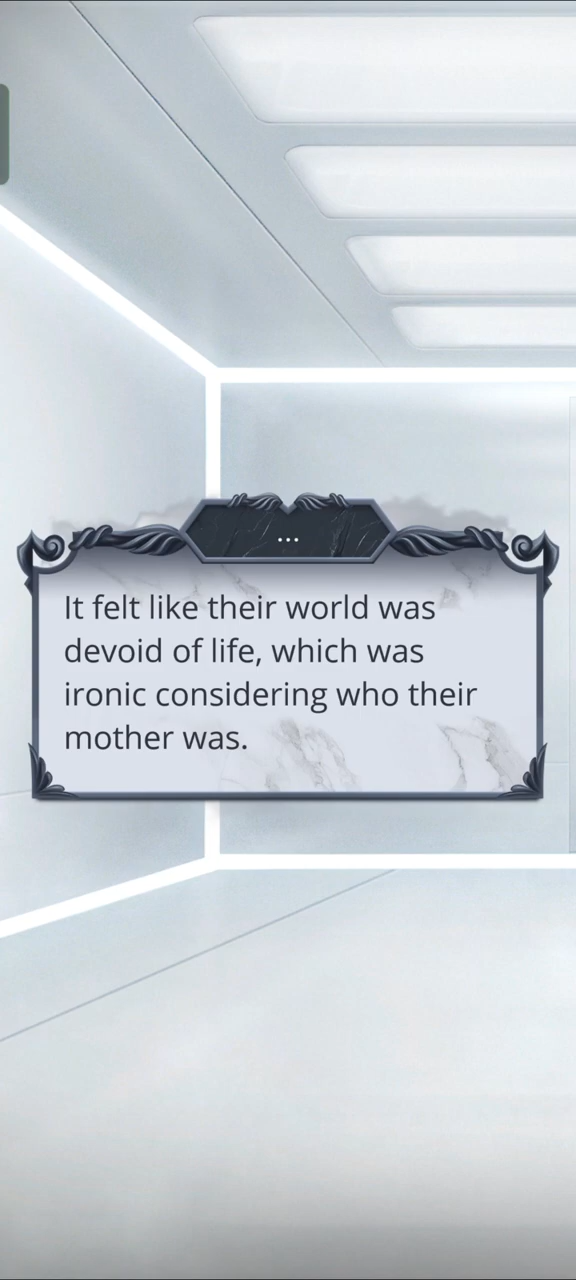 ...
It felt like their world was
devoid of life, which was
ironic considering who their
mother was.